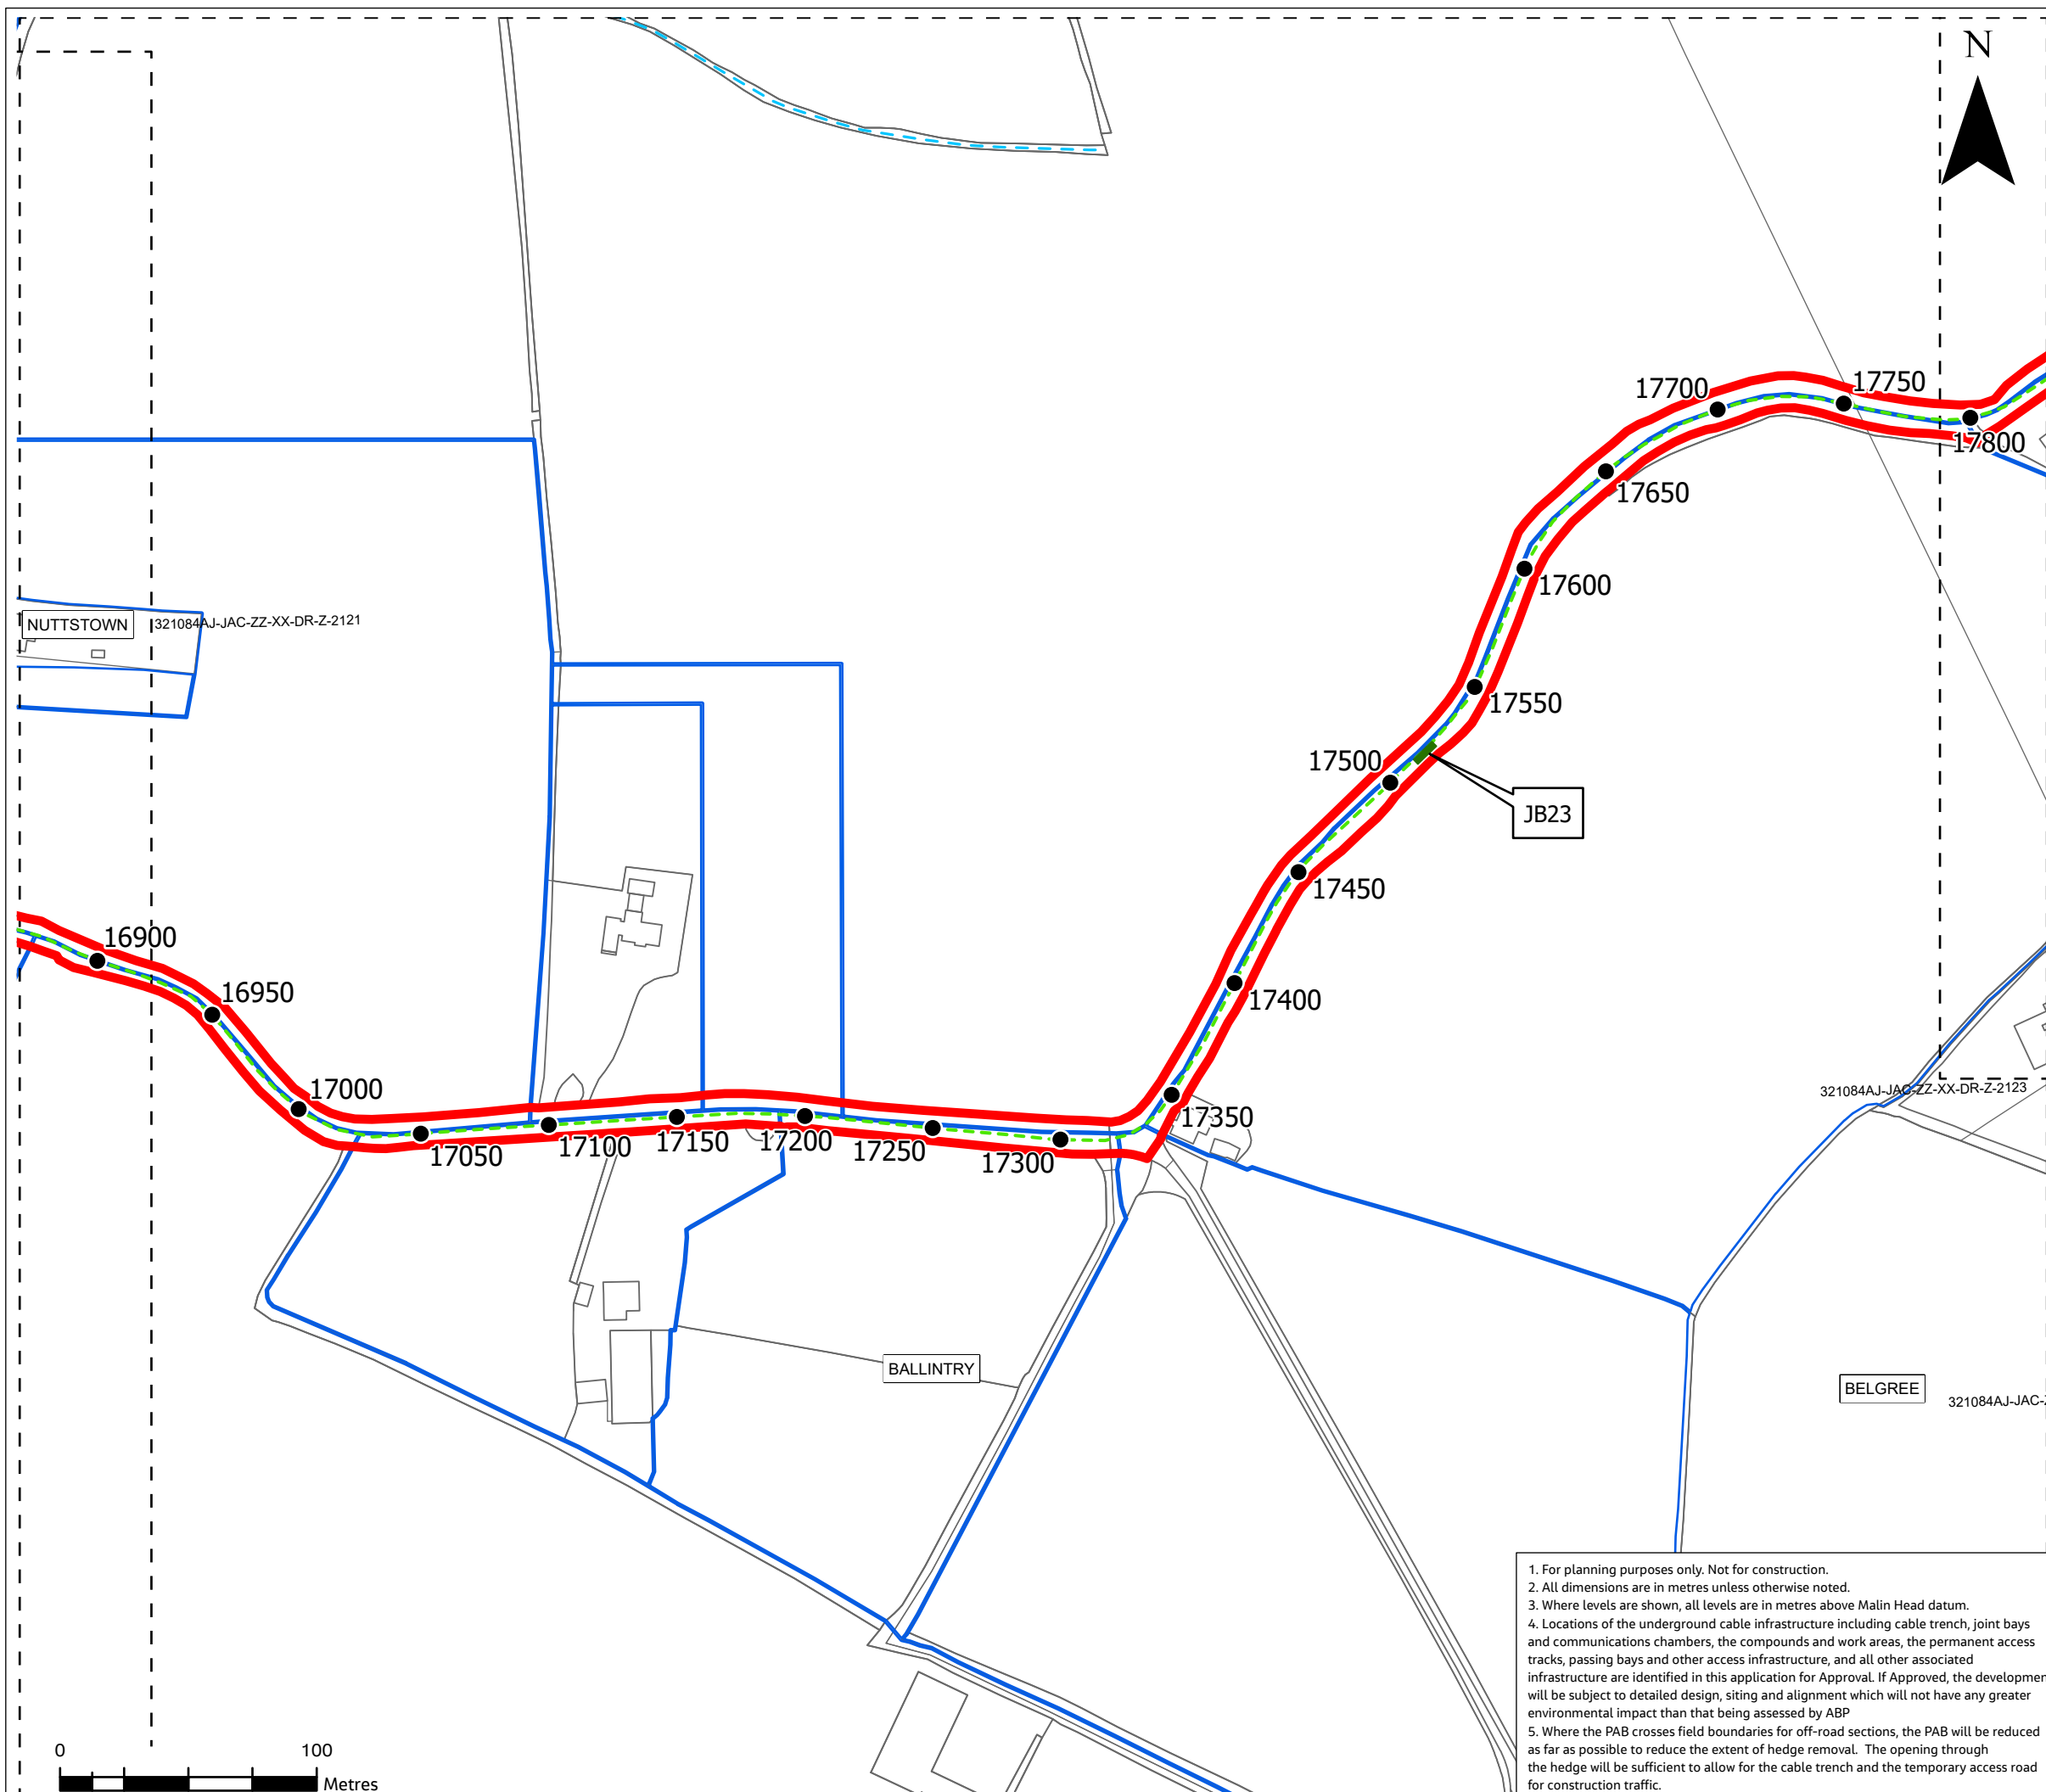 N
17700
17750
17800
17650
17600
NUTTSTOWN
321084AJ-JAC-ZZ-XX-DR-Z-2121
17550
17500
JB23
17450
16900
16950
17400
17000
321084AJ-JAC-ZZ-XX-DR-Z-2123
17350
17050
17100
17150
17200
17250
17300
BALLINTRY
BELGREE
321084AJ-JAC-
1. For planning purposes only. Not for construction.
2. All dimensions are in metres unless otherwise noted.
3. Where levels are shown, all levels are in metres above Malin Head datum.
4. Locations of the underground cable infrastructure including cable trench, joint bays
and communications chambers, the compounds and work areas, the permanent access
tracks, passing bays and other access infrastructure, and all other associated
infrastructure are identified in this application for Approval. If Approved, the developmen
will be subject to detailed design, siting and alignment which will not have any greater
environmental impact than that being assessed by ABP
5. Where the PAB crosses field boundaries for off-road sections, the PAB will be reduced
as far as possible to reduce the extent of hedge removal. The opening through
the hedge will be sufficient to allow for the cable trench and the temporary access road
for construction traffic.
0 100
Metres